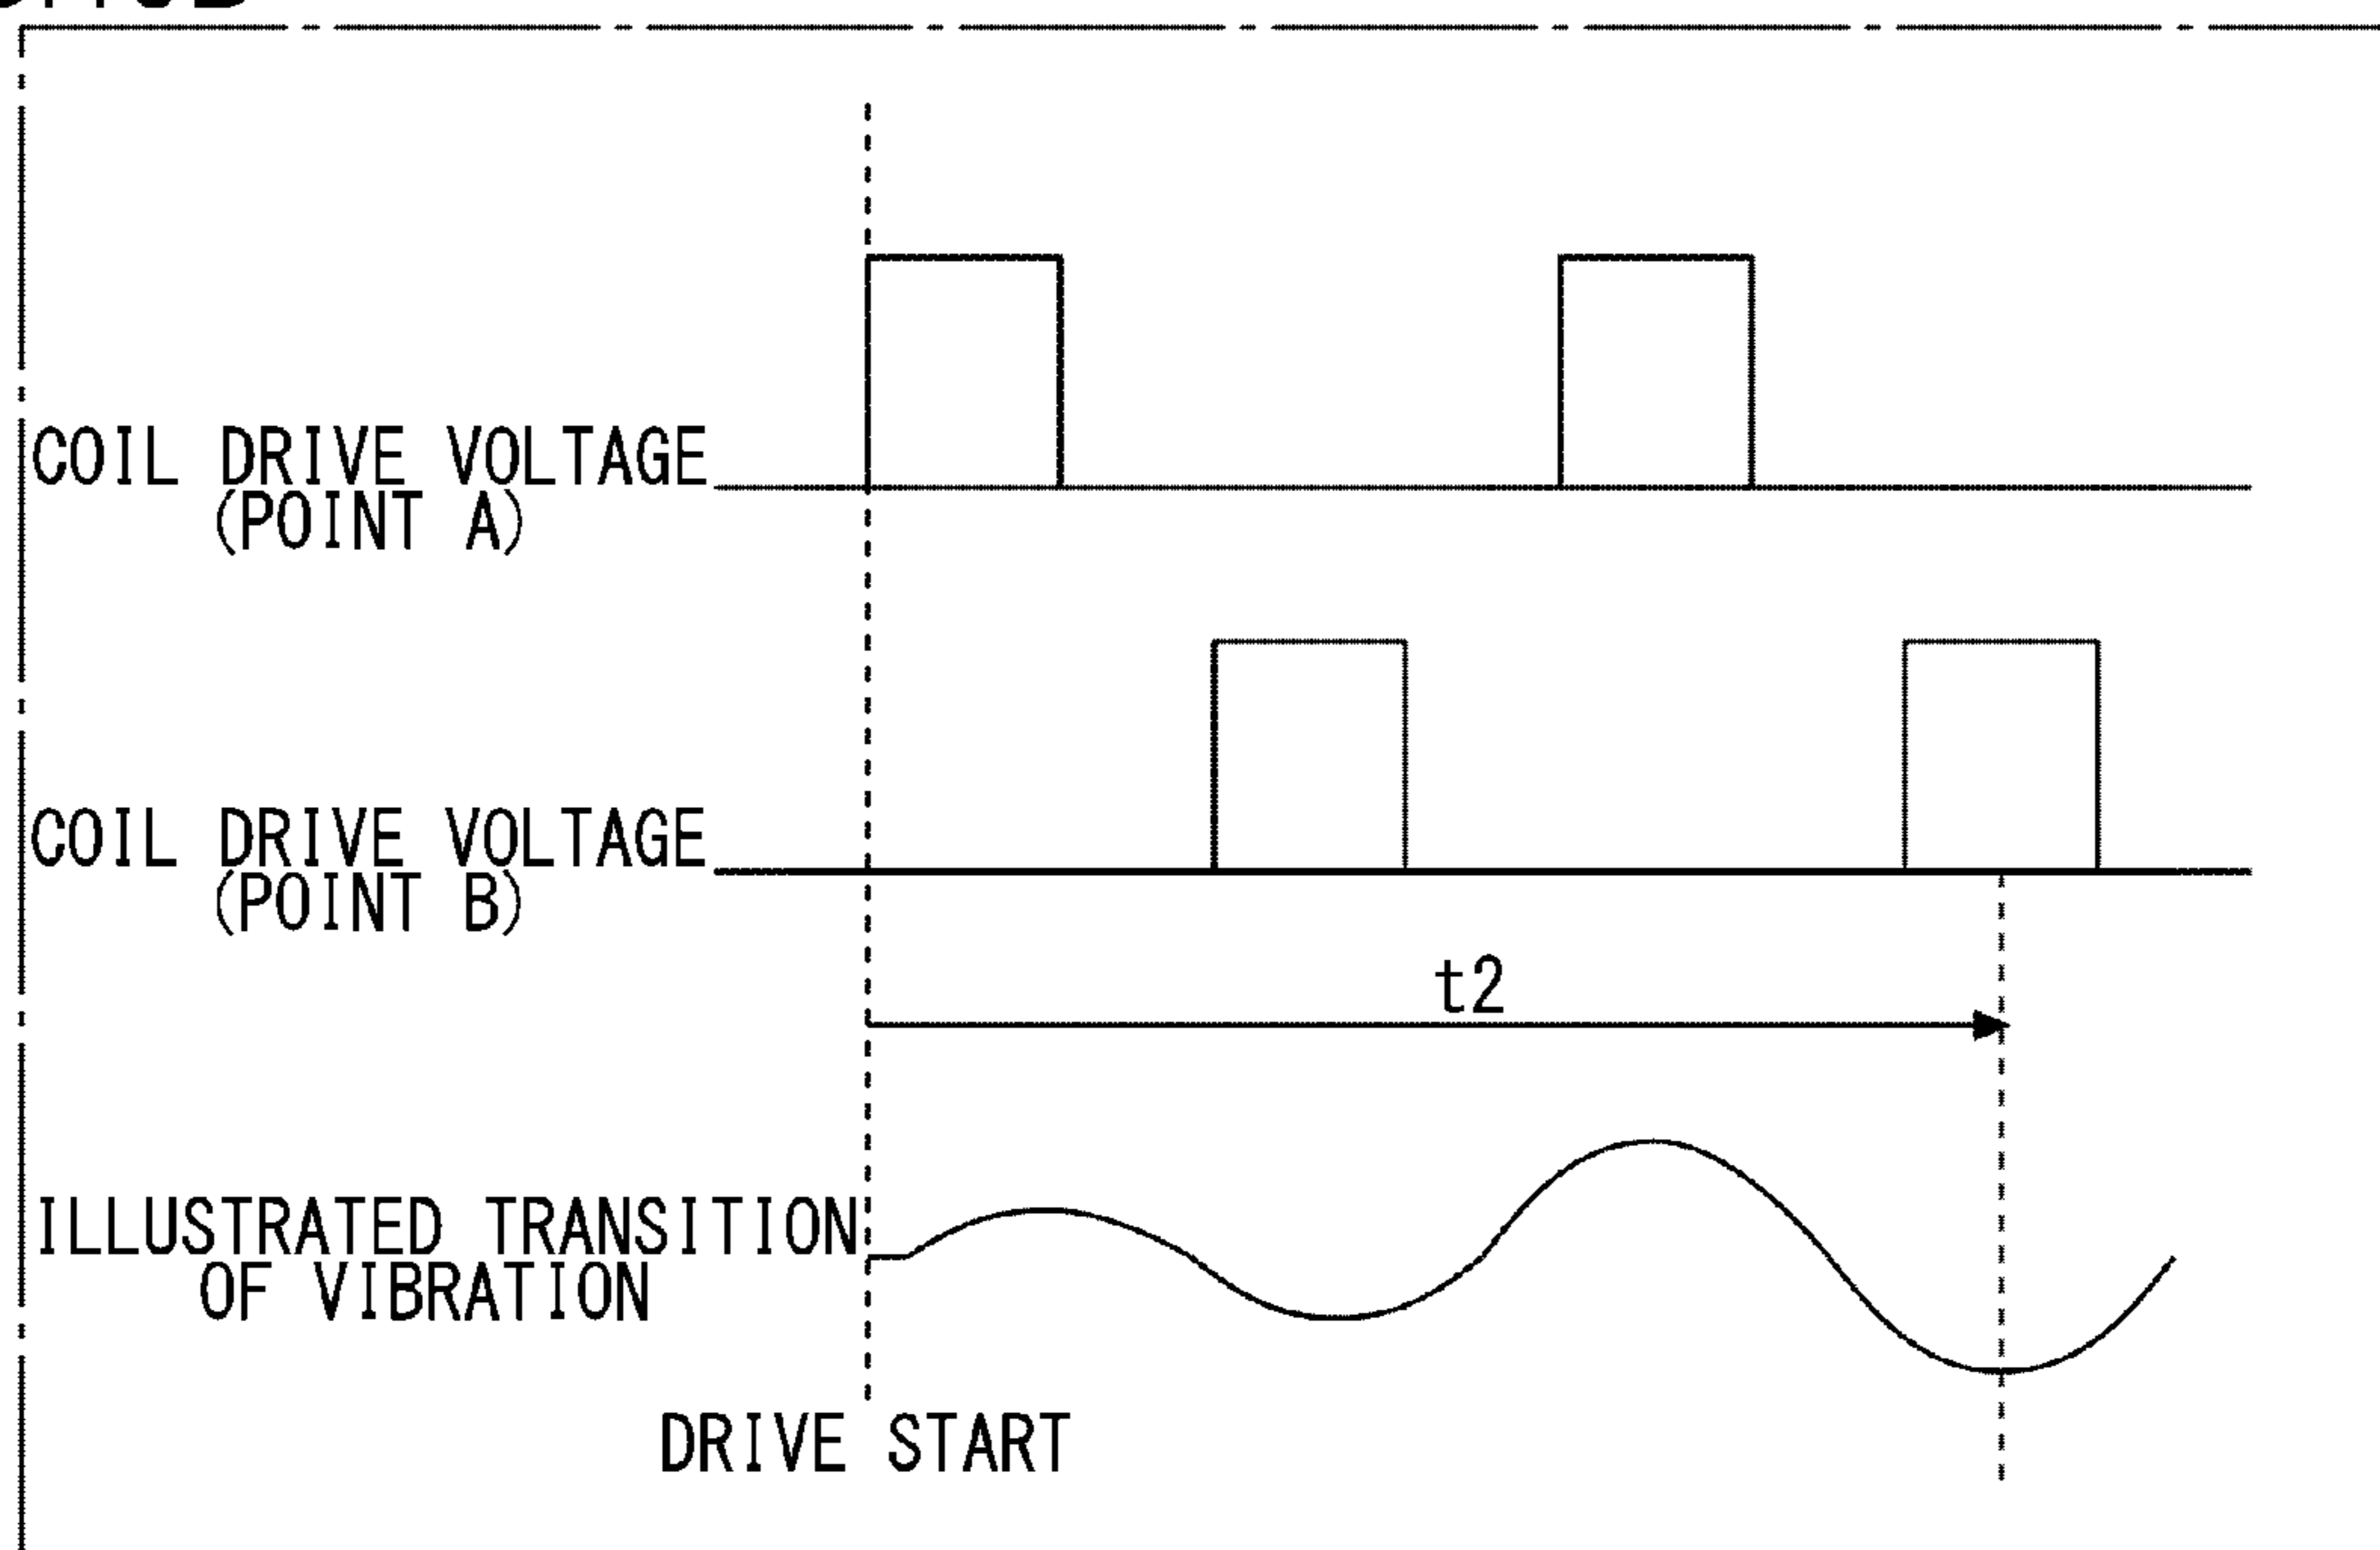 COIL DRIVE VOLTAGE
(POINT A)
COIL DRIVE VOLTAGE
(POINT B)
t2
ILLUSTRATED TRANSITION
OF VIBRATION
DRIVE START